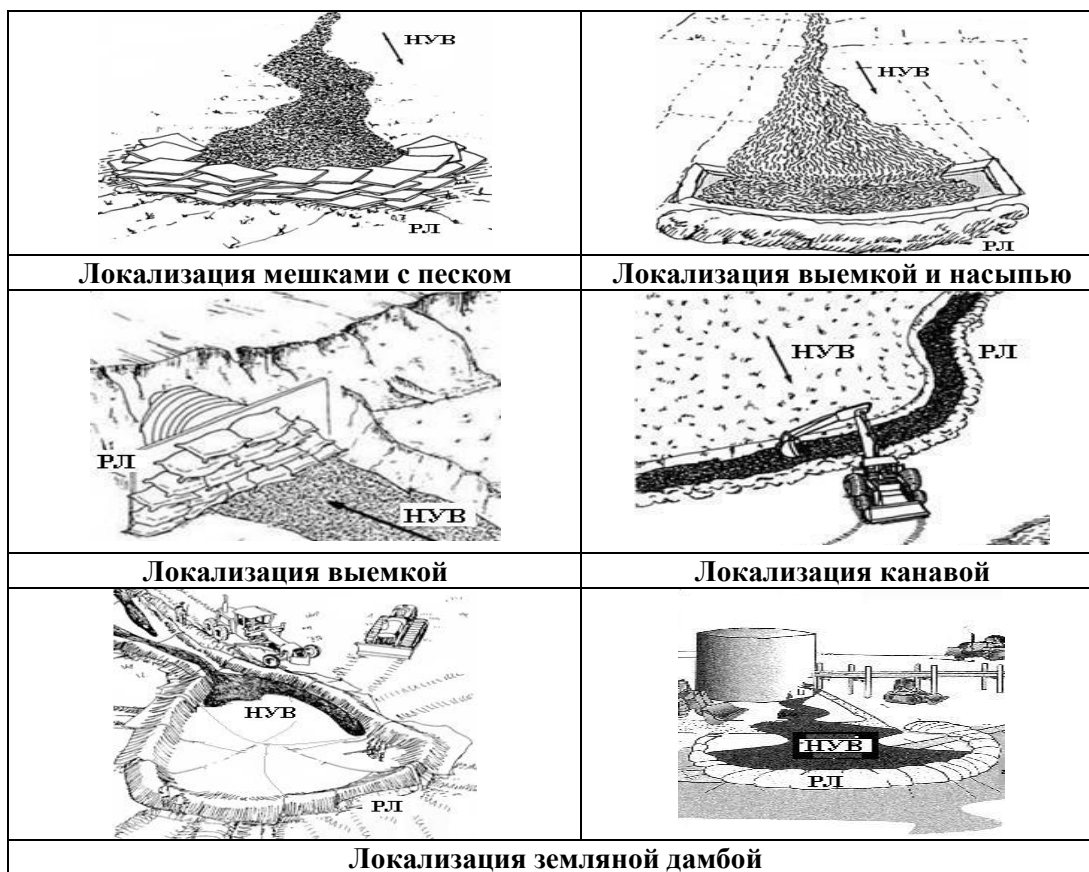 НУВ
РЛ
НУВ
РЛ
Локализация мешками с песком
Локализация выемкой и насыпью
РЛ
НУВ
НУВ
РЛ
Локализация выемкой
Локализация канавой
НУВ
РЛ
НУВ
РЛ
Локализация земляной дамбой